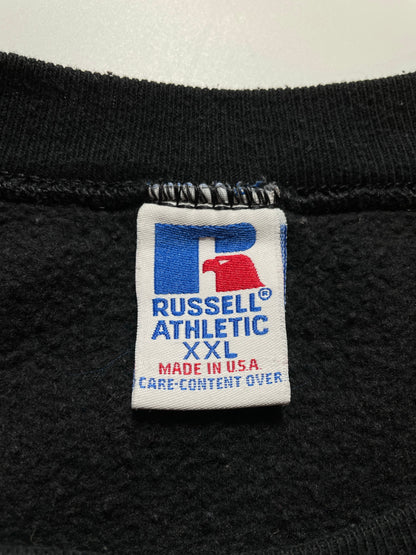 R
RUSSELL®
ATHLETIC
XXL
MADE IN U.S.A.
CARE-CONTENT OVER